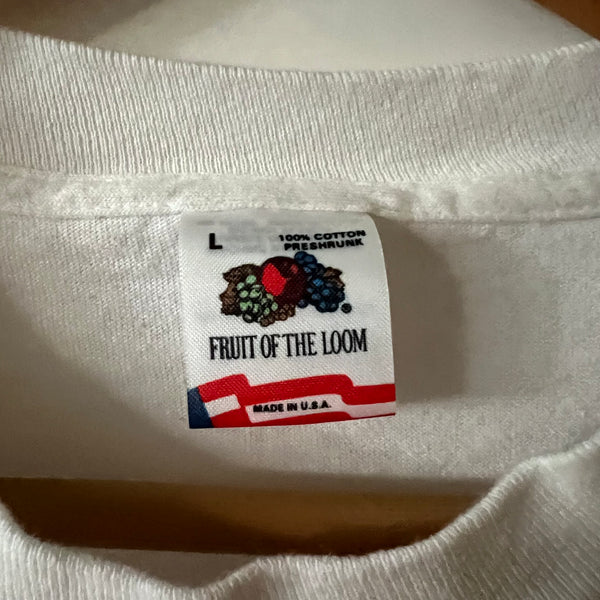 L
100% COTTON
PRESHRUNK
®
FRUIT OF THE LOOM
MADE IN U.S.A.